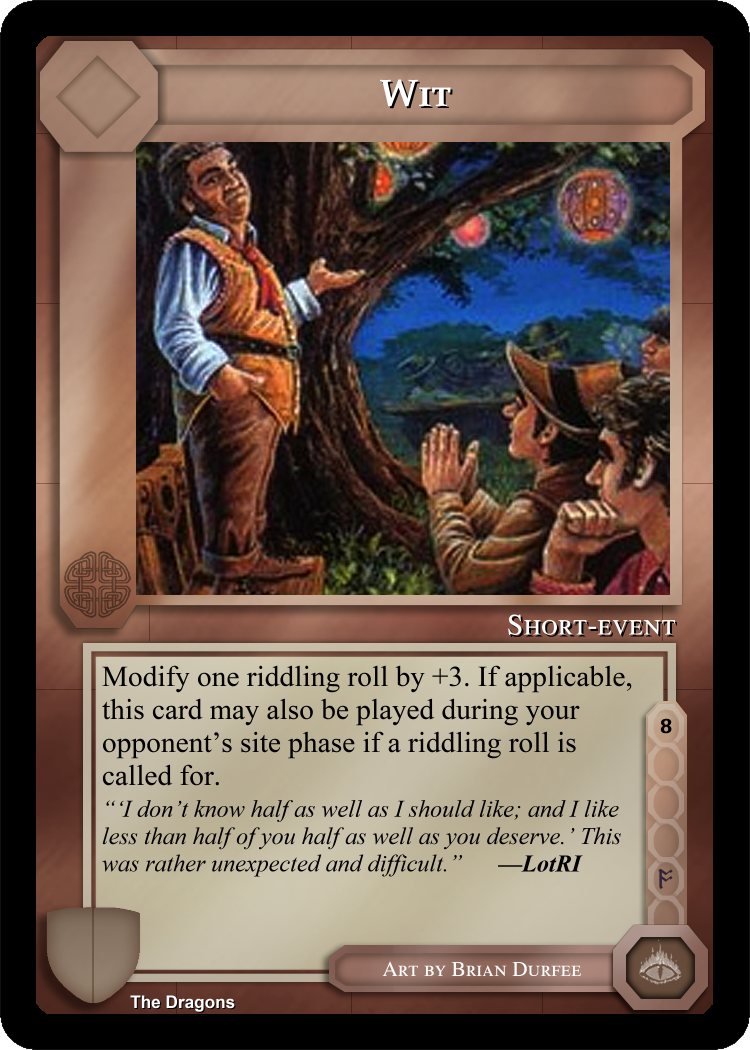 Wit
Short-event
Modify one riddling roll by +3. If applicable,
this card may also be played during your
opponent’s site phase if a riddling roll is
called for.
“‘I don’t know half as well as I should like; and I like
less than half of you half as well as you deserve.’ This
was rather unexpected and difficult.” —LotRI
8
ᚩ
Art by Brian Durfee
The Dragons